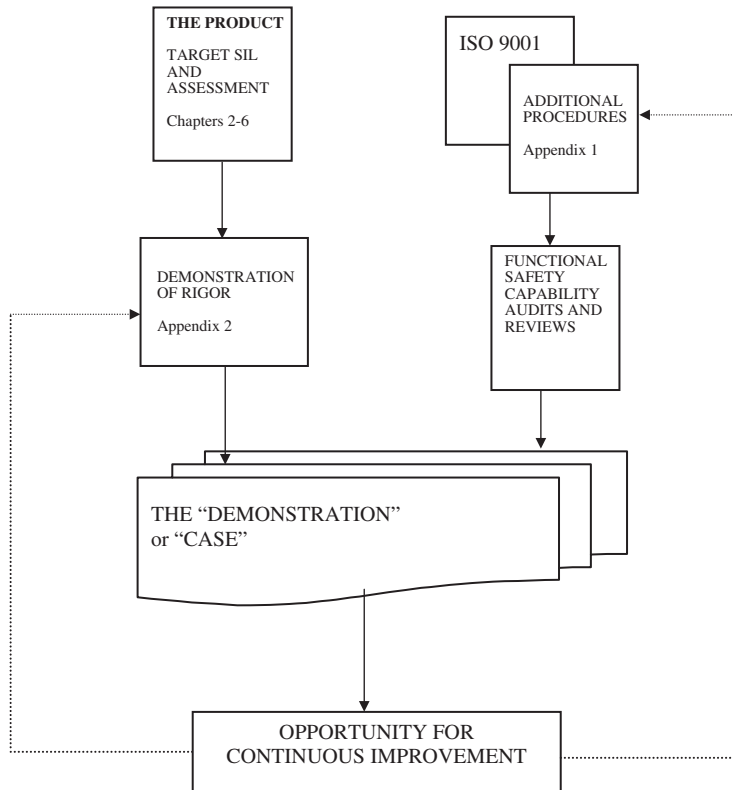 THE PRODUCT
TARGET SIL
AND
ASSESSMENT
Chapters 2-6
ISO 9001
ADDITIONAL
PROCEDURES
Appendix 1
DEMONSTRATION
OF RIGOR
Appendix 2
FUNCTIONAL
SAFETY
CAPABILITY
AUDITS AND
REVIEWS
THE “DEMONSTRATION”
or “CASE”
OPPORTUNITY FOR
CONTINUOUS IMPROVEMENT